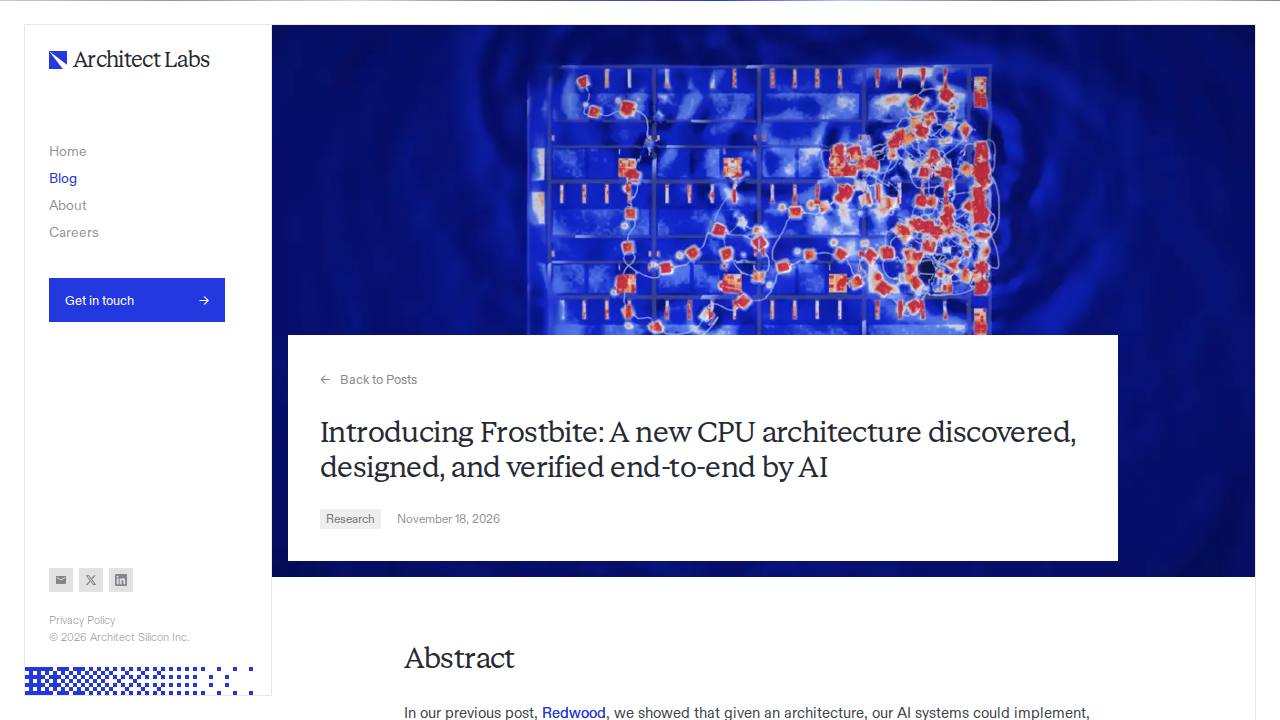 Architect Labs
Home
Blog
About
Careers
Get in touch
Privacy Policy
© 2026 Architect Silicon Inc.
Back to Posts
Introducing Frostbite: A new CPU architecture discovered,
designed, and verified end-to-end by AI
Research
November 18, 2026
Abstract
In our previous post, Redwood, we showed that given an architecture, our AI systems could implement,